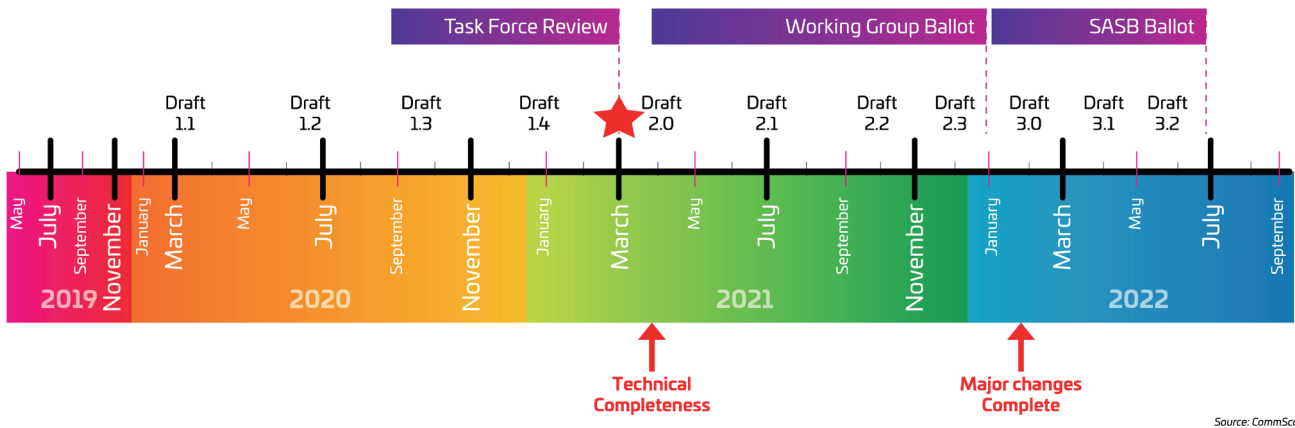 Task Force Review
Working Group Ballot
SASB Ballot
Draft
1.1
Draft
1.2
Draft
1.3
Draft
1.4
Draft
2.0
Draft
2.1
Draft
2.2
Draft
2.3
Draft
3.0
Draft
3.1
Draft
3.2
May
July
September
November
January
March
May
July
September
November
January
March
May
July
September
November
January
March
May
July
September
2019
2020
2021
2022
Technical
Completeness
Major changes
Complete
Source: